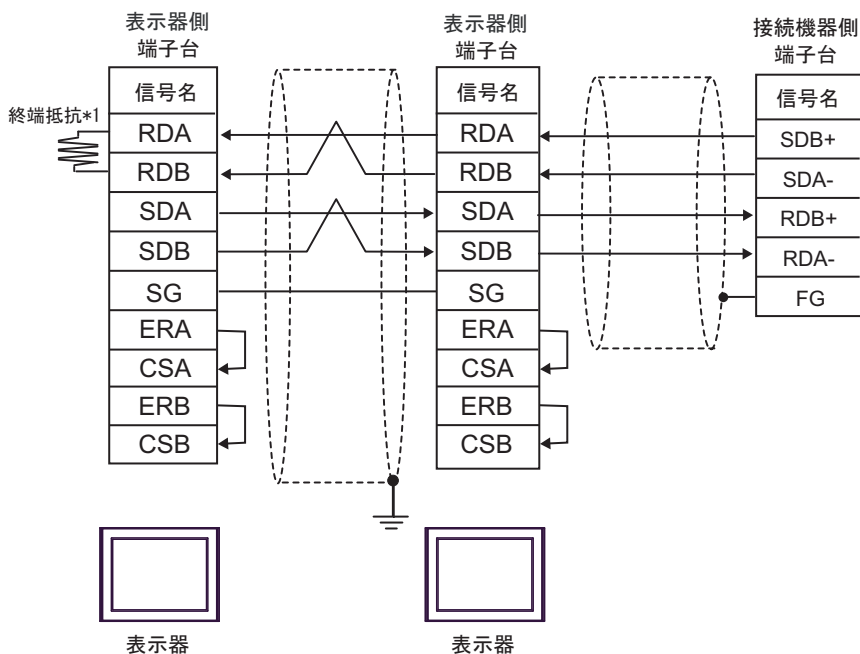 表示器側
端子台
信号名
RDA
RDB
SDA
SDB
SG
ERA
CSA
ERB
CSB
終端抵抗*1
表示器側
端子台
信号名
RDA
RDB
SDA
SDB
SG
ERA
CSA
ERB
CSB
接続機器側
端子台
信号名
SDB+
SDA-
RDB+
RDA-
FG
表示器
表示器